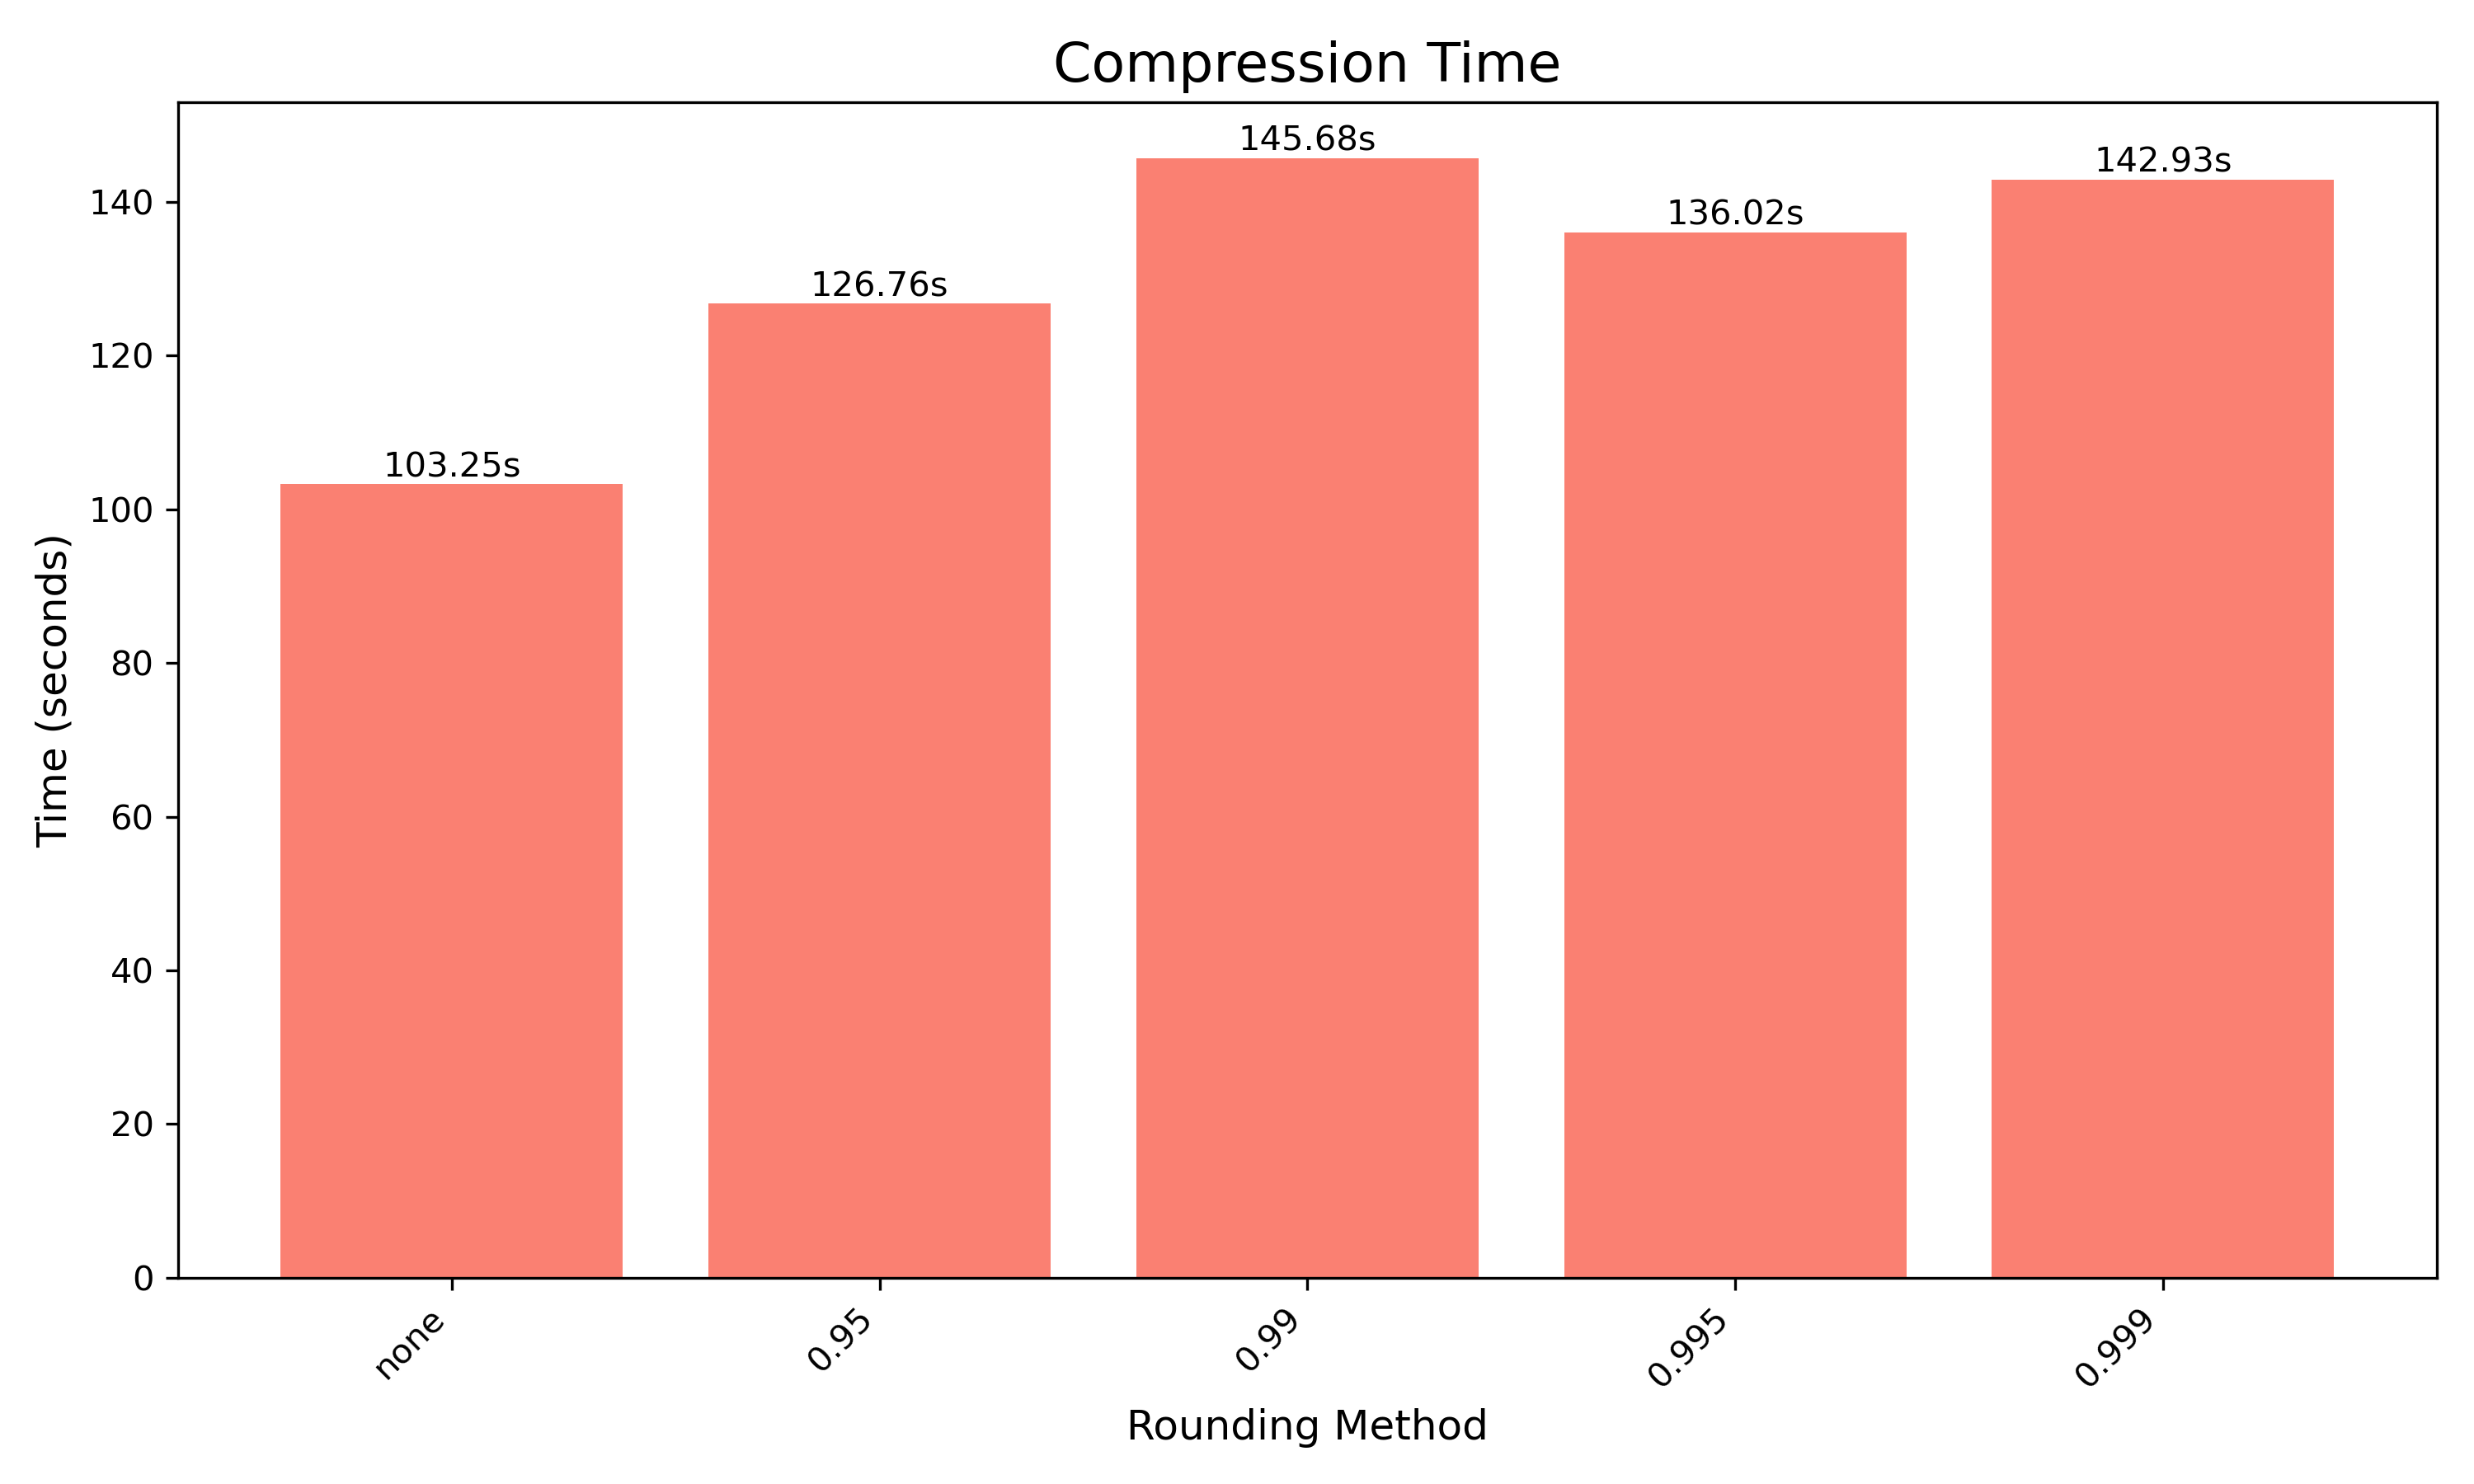 Compression Time
145.68s
142.93s
136.02s
126.76s
103.25s
Time (seconds)
140
120
100
80
60
40
20
0
none
0.95
0.99
0.995
0.999
Rounding Method